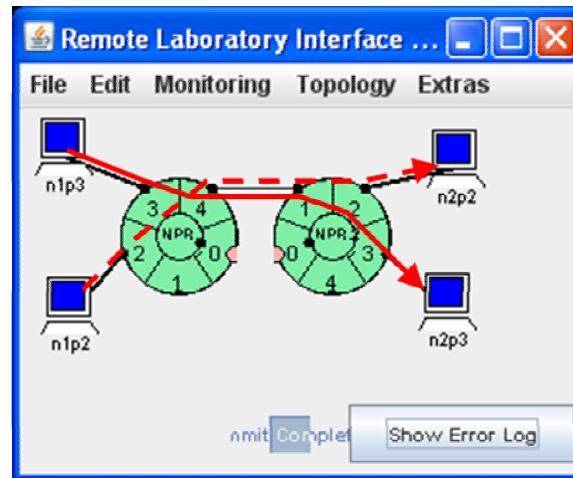 Remote Laboratory Interface ...
File Edit Monitoring Topology Extras
n1p3
n2p2
3 4
1 2
NPR
NPR
2
0
0
3
2
1
4
n1p2
n2p3
Show Error Log